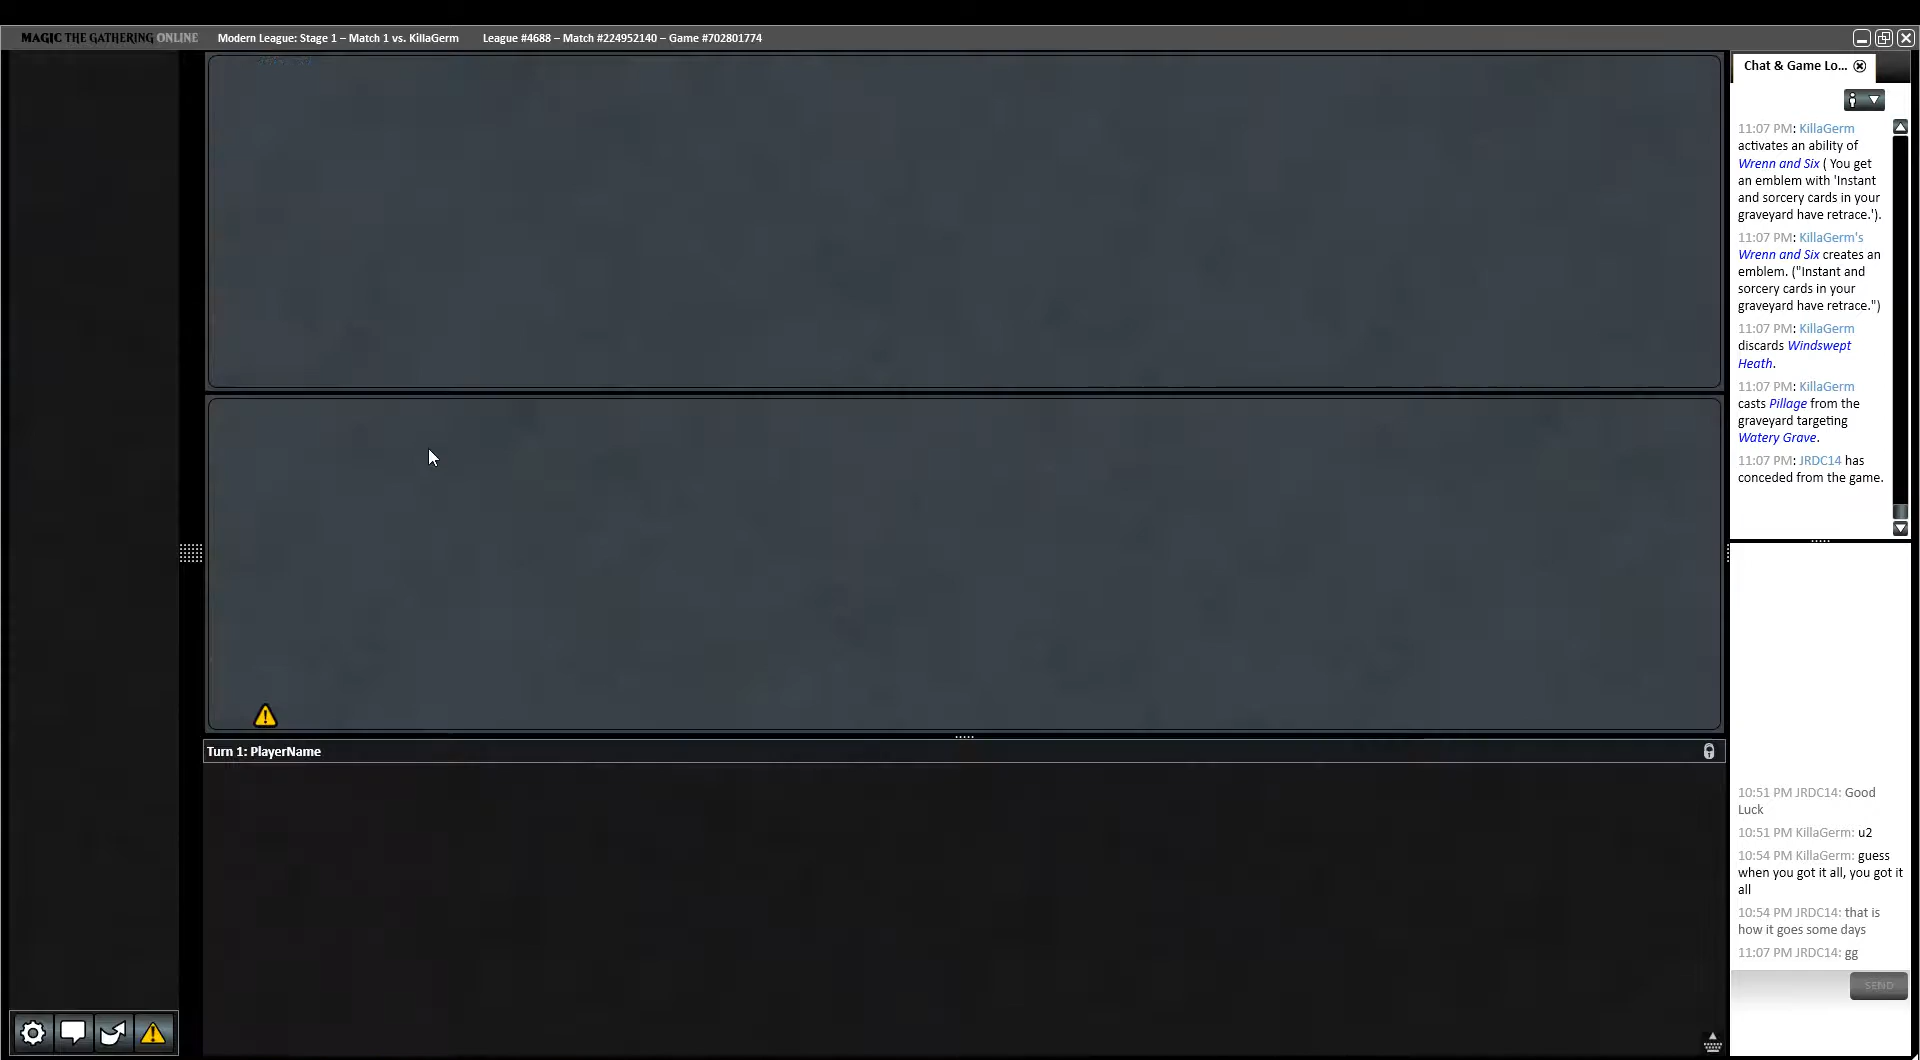 MAGIC THE GATHERING ONLINE Modern League: Stage 1 – Match 1 vs. KillaGerm League #4688 – Match #224952140 – Game #702801774
Chat & Game Lo...
11:07 PM: KillaGerm
activates an ability of
Wrenn and Six ( You get
an emblem with 'Instant
and sorcery cards in your
graveyard have retrace.').
11:07 PM: KillaGerm's
Wrenn and Six creates an
emblem. ("Instant and
sorcery cards in your
graveyard have retrace.")
11:07 PM: KillaGerm
discards Windswept
Heath.
11:07 PM: KillaGerm
casts Pillage from the
graveyard targeting
Watery Grave.
11:07 PM: JRDC14 has
conceded from the game.
Turn 1: PlayerName
10:51 PM JRDC14: Good
Luck
10:51 PM KillaGerm: u2
10:54 PM KillaGerm: guess
when you got it all, you got it
all
10:54 PM JRDC14: that is
how it goes some days
11:07 PM JRDC14: gg
SEND